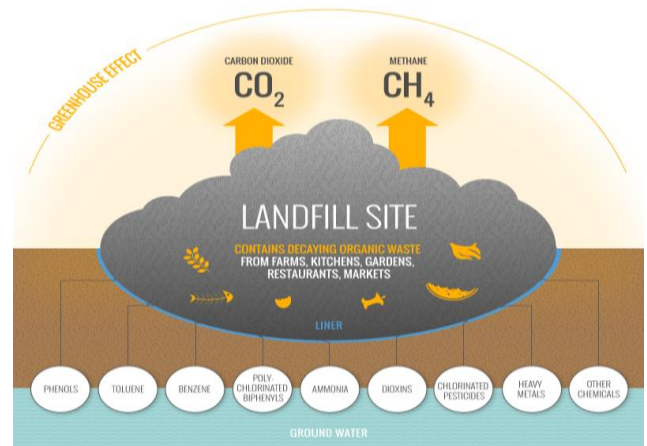 GREENHOUSE EFFECT
CARBON DIOXIDE
CO2
METHANE
CH4
LANDFILL SITE
CONTAINS DECAYING ORGANIC WASTE
FROM FARMS, KITCHENS, GARDENS,
RESTAURANTS, MARKETS
LINER
PHENOLS
TOLUENE
BENZENE
POLY-
CHLORINATED
BIPHENYLS
AMMONIA
DIOXINS
CHLORINATED
PESTICIDES
HEAVY
METALS
OTHER
CHEMICALS
GROUND WATER